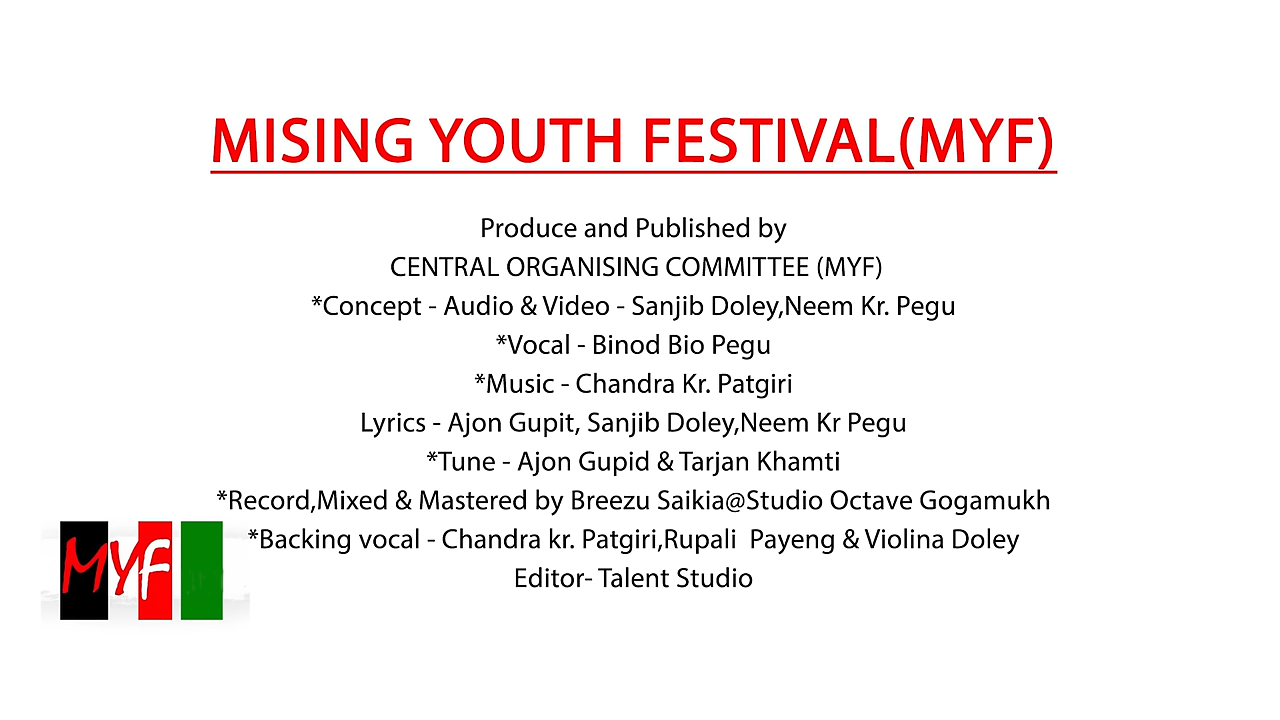 MISING YOUTH FESTIVAL(MYF)
Produce and Published by
CENTRAL ORGANISING COMMITTEE (MYF)
*Concept - Audio & Video - Sanjib Doley,Neem Kr. Pegu
*Vocal - Binod Bio Pegu
*Music - Chandra Kr. Patgiri
Lyrics - Ajon Gupit, Sanjib Doley,Neem Kr Pegu
*Tune - Ajon Gupid & Tarjan Khamti
*Record,Mixed & Mastered by Breezu Saikia@Studio Octave Gogamukh
*Backing vocal - Chandra kr. Patgiri,Rupali  Payeng & Violina Doley
Editor- Talent Studio
MYF